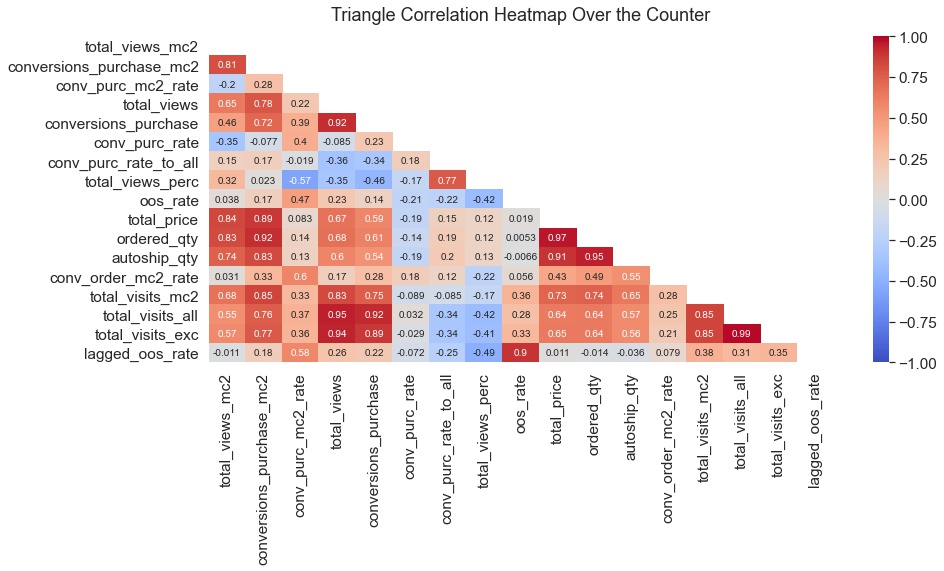 Triangle Correlation Heatmap Over the Counter
total_views_mc2
conversions_purchase_mc2 0.81
conv_purc_mc2_rate -0.2 0.28
total_views 0.65 0.78 0.22
conversions_purchase 0.46 0.72 0.39 0.92
conv_purc_rate -0.35 -0.077 0.4 -0.085 0.23
conv_purc_rate_to_all 0.15 0.17 -0.019 -0.36 -0.34 0.18
total_views_perc 0.32 0.023 -0.57 -0.35 -0.46 -0.17 0.77
oos_rate 0.038 0.17 0.47 0.23 0.14 -0.21 -0.22 -0.42
total_price 0.84 0.89 0.083 0.67 0.59 -0.19 0.15 0.12 0.019
ordered_qty 0.83 0.92 0.14 0.68 0.61 -0.14 0.19 0.12 0.0053 0.97
autoship_qty 0.74 0.83 0.13 0.6 0.54 -0.19 0.2 0.13 -0.0066 0.91 0.95
conv_order_mc2_rate 0.031 0.33 0.6 0.17 0.28 0.18 0.12 -0.22 0.056 0.43 0.49 0.55
total_visits_mc2 0.68 0.85 0.33 0.83 0.75 -0.089 -0.085 -0.17 0.36 0.73 0.74 0.65 0.28
total_visits_all 0.55 0.76 0.37 0.95 0.92 0.032 -0.34 -0.42 0.28 0.64 0.64 0.57 0.25 0.85
total_visits_exc 0.57 0.77 0.36 0.94 0.89 -0.029 -0.34 -0.41 0.33 0.64 0.64 0.56 0.21 0.85 0.99
lagged_oos_rate -0.011 0.18 0.58 0.26 0.22 -0.072 -0.25 -0.49 0.9 0.011 -0.014 -0.036 0.079 0.38 0.31 0.35
total_views_mc2
conversions_purchase_mc2
conv_purc_mc2_rate
total_views
conversions_purchase
conv_purc_rate
conv_purc_rate_to_all
total_views_perc
oos_rate
total_price
ordered_qty
autoship_qty
conv_order_mc2_rate
total_visits_mc2
total_visits_all
total_visits_exc
lagged_oos_rate
1.00
0.75
0.50
0.25
0.00
−0.25
−0.50
−0.75
−1.00